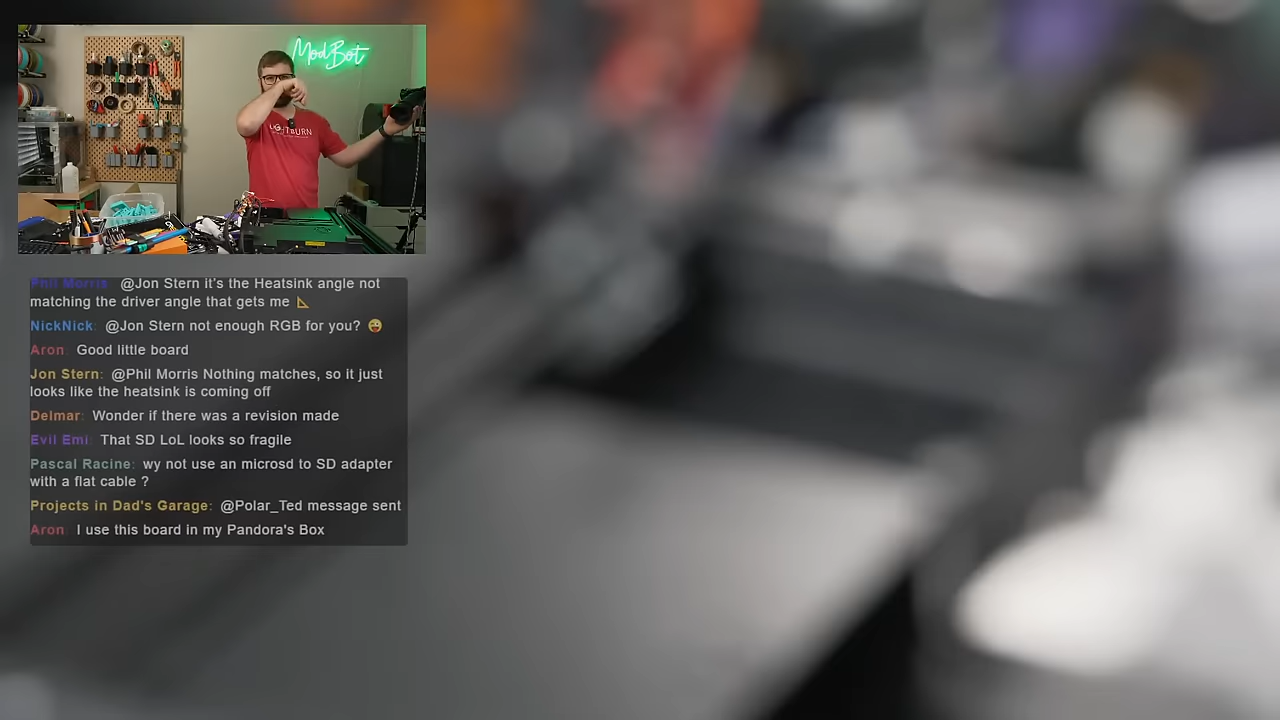 ModBot
LIGHTBURN
Phil Morris @Jon Stern it's the Heatsink angle not
matching the driver angle that gets me 📐
NickNick: @Jon Stern not enough RGB for you? 😜
Aron: Good little board
Jon Stern: @Phil Morris Nothing matches, so it just
looks like the heatsink is coming off
Delmar: Wonder if there was a revision made
Evil Emi: That SD LoL looks so fragile
Pascal Racine: wy not use an microsd to SD adapter
with a flat cable ?
Projects in Dad's Garage: @Polar_Ted message sent
Aron: I use this board in my Pandora's Box